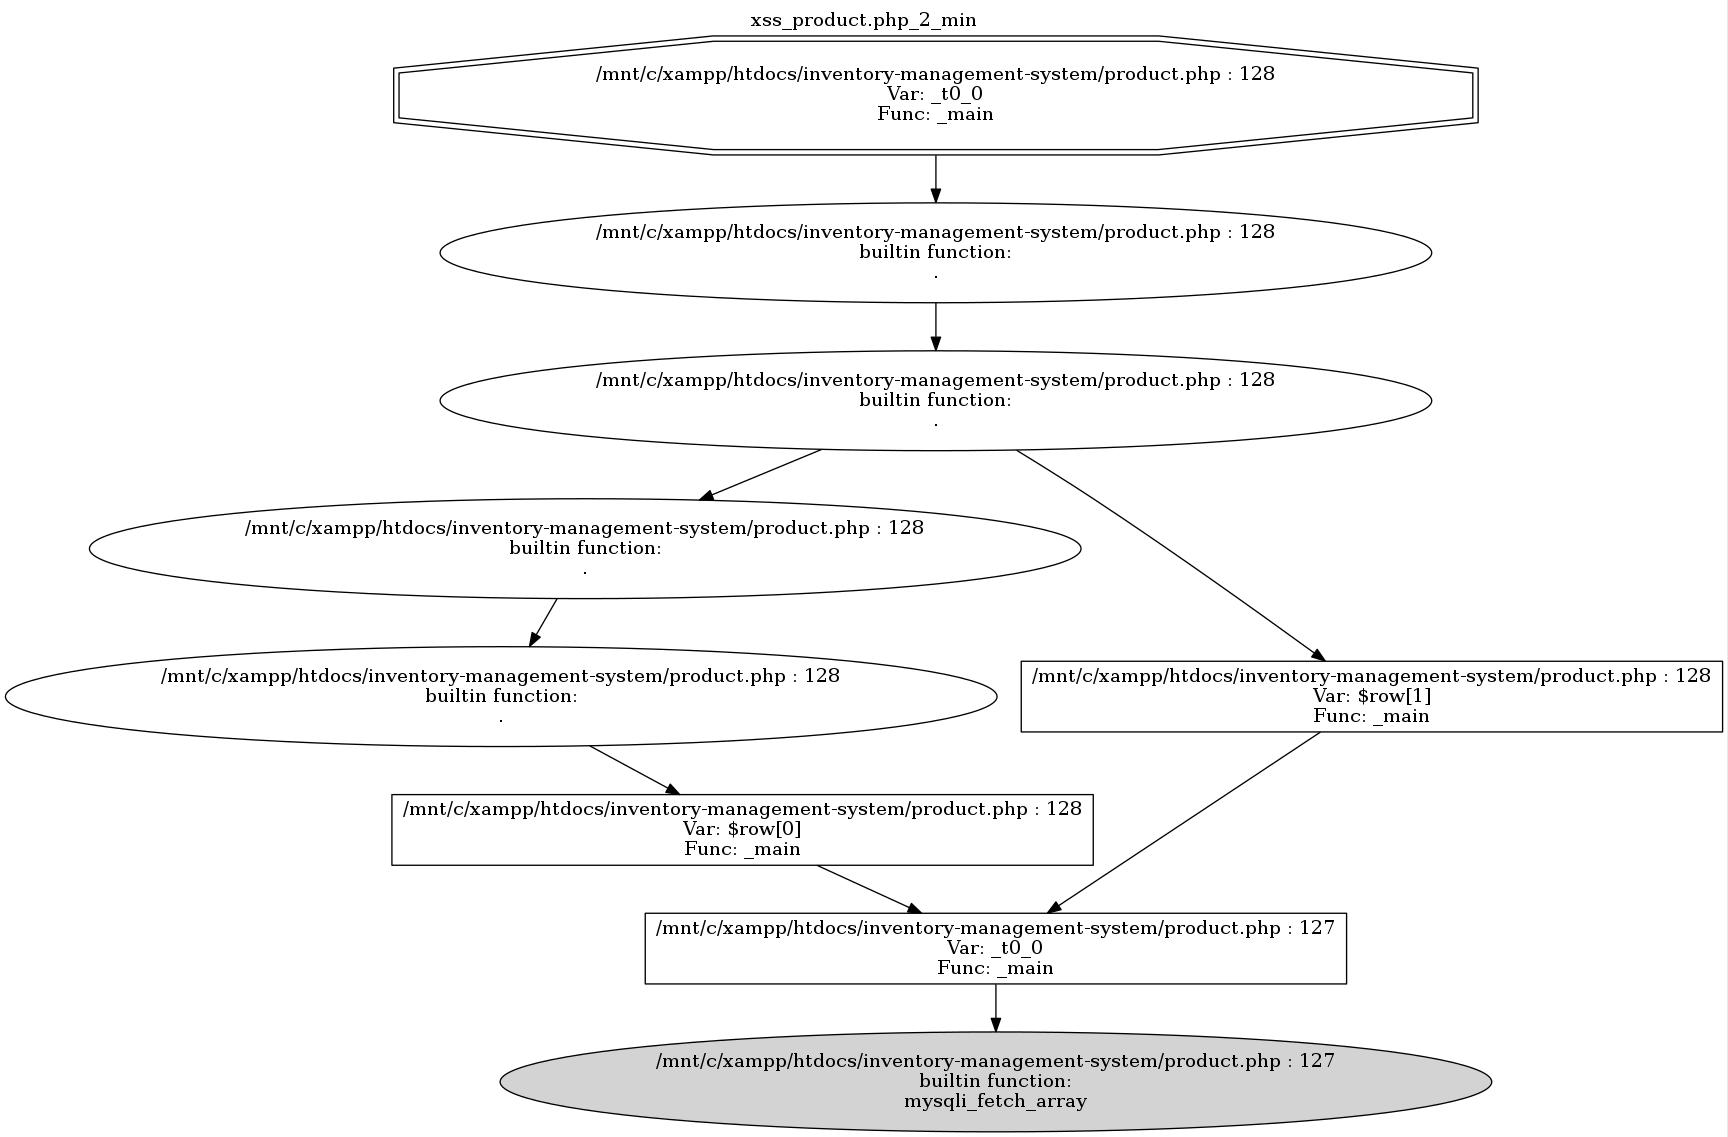 xss_product.php_2_min
/mnt/c/xampp/htdocs/inventory-management-system/product.php : 128
Var: _t0_0
Func: _main
/mnt/c/xampp/htdocs/inventory-management-system/product.php : 128
builtin function:
.
/mnt/c/xampp/htdocs/inventory-management-system/product.php : 128
builtin function:
.
/mnt/c/xampp/htdocs/inventory-management-system/product.php : 128
builtin function:
.
/mnt/c/xampp/htdocs/inventory-management-system/product.php : 128
builtin function:
.
/mnt/c/xampp/htdocs/inventory-management-system/product.php : 128
Var: $row[1]
Func: _main
/mnt/c/xampp/htdocs/inventory-management-system/product.php : 128
Var: $row[0]
Func: _main
/mnt/c/xampp/htdocs/inventory-management-system/product.php : 127
Var: _t0_0
Func: _main
/mnt/c/xampp/htdocs/inventory-management-system/product.php : 127
builtin function:
mysqli_fetch_array